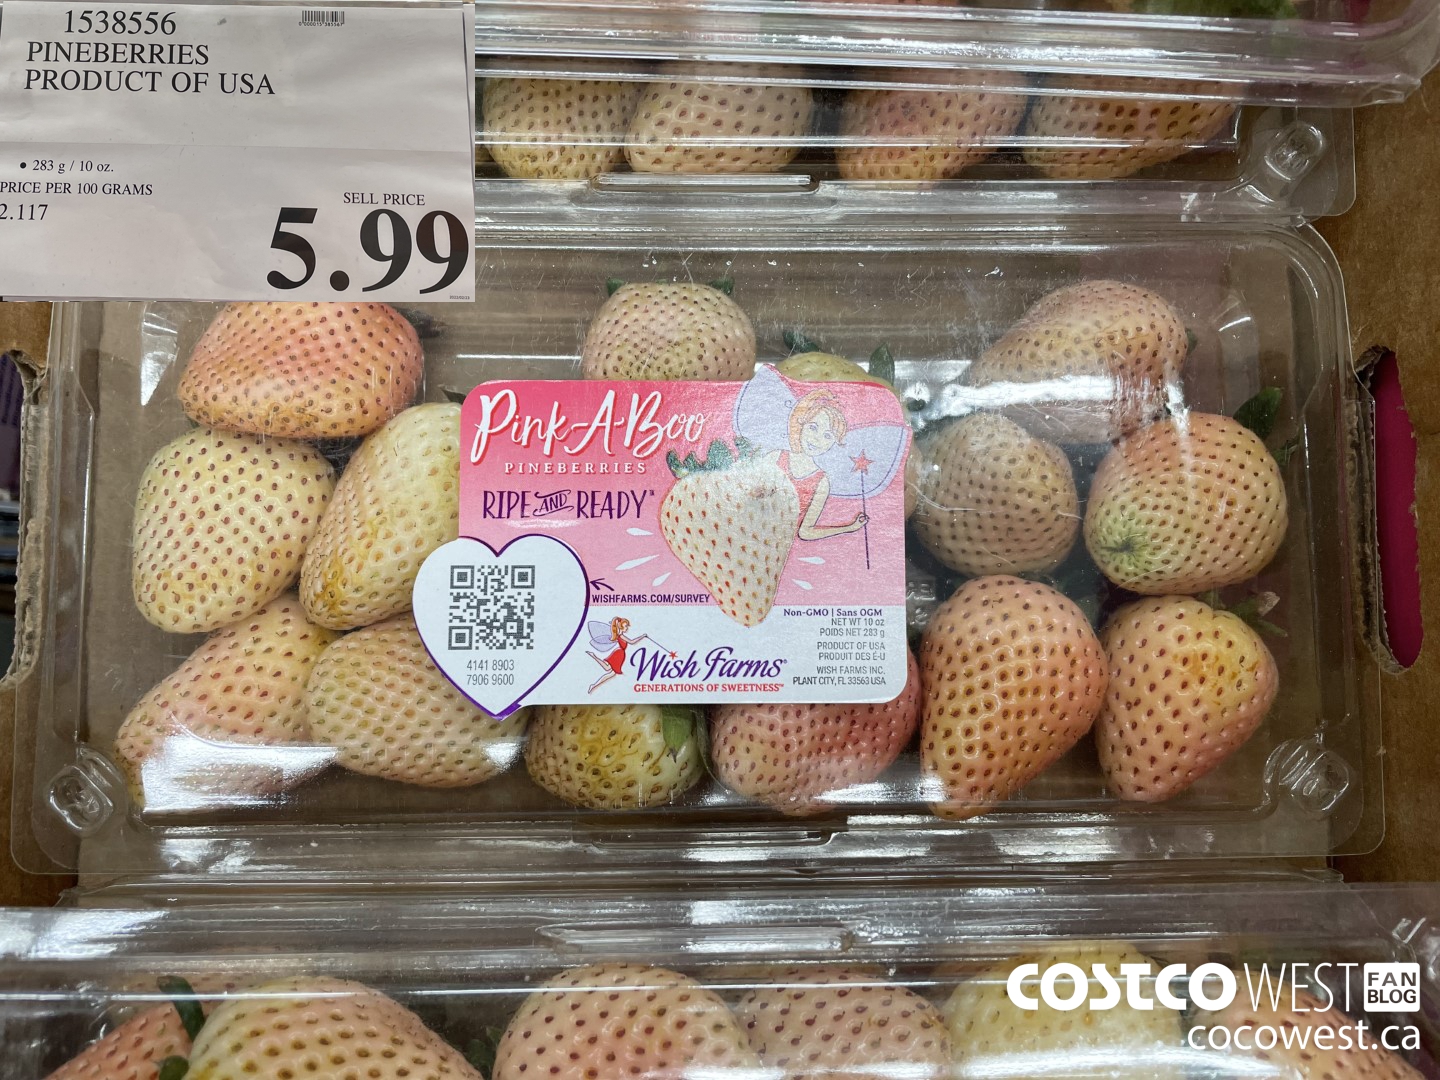 1538556
PINEBERRIES
PRODUCT OF USA
• 283 g / 10 oz.
PRICE PER 100 GRAMS
2.117
SELL PRICE
5.99
Pink-A-Boo
PINEBERRIES
RIPE AND READY
WISHFARMS.COM/SURVEY
4141 8903
7906 9600
Wish Farms®
GENERATIONS OF SWEETNESS™
Non-GMO | Sans OGM
NET WT 10 oz
POIDS NET 283 g
PRODUCT OF USA
PRODUIT DES É-U
WISH FARMS INC.
PLANT CITY, FL 33563 USA
COSTCO WEST FAN BLOG
cocowest.ca